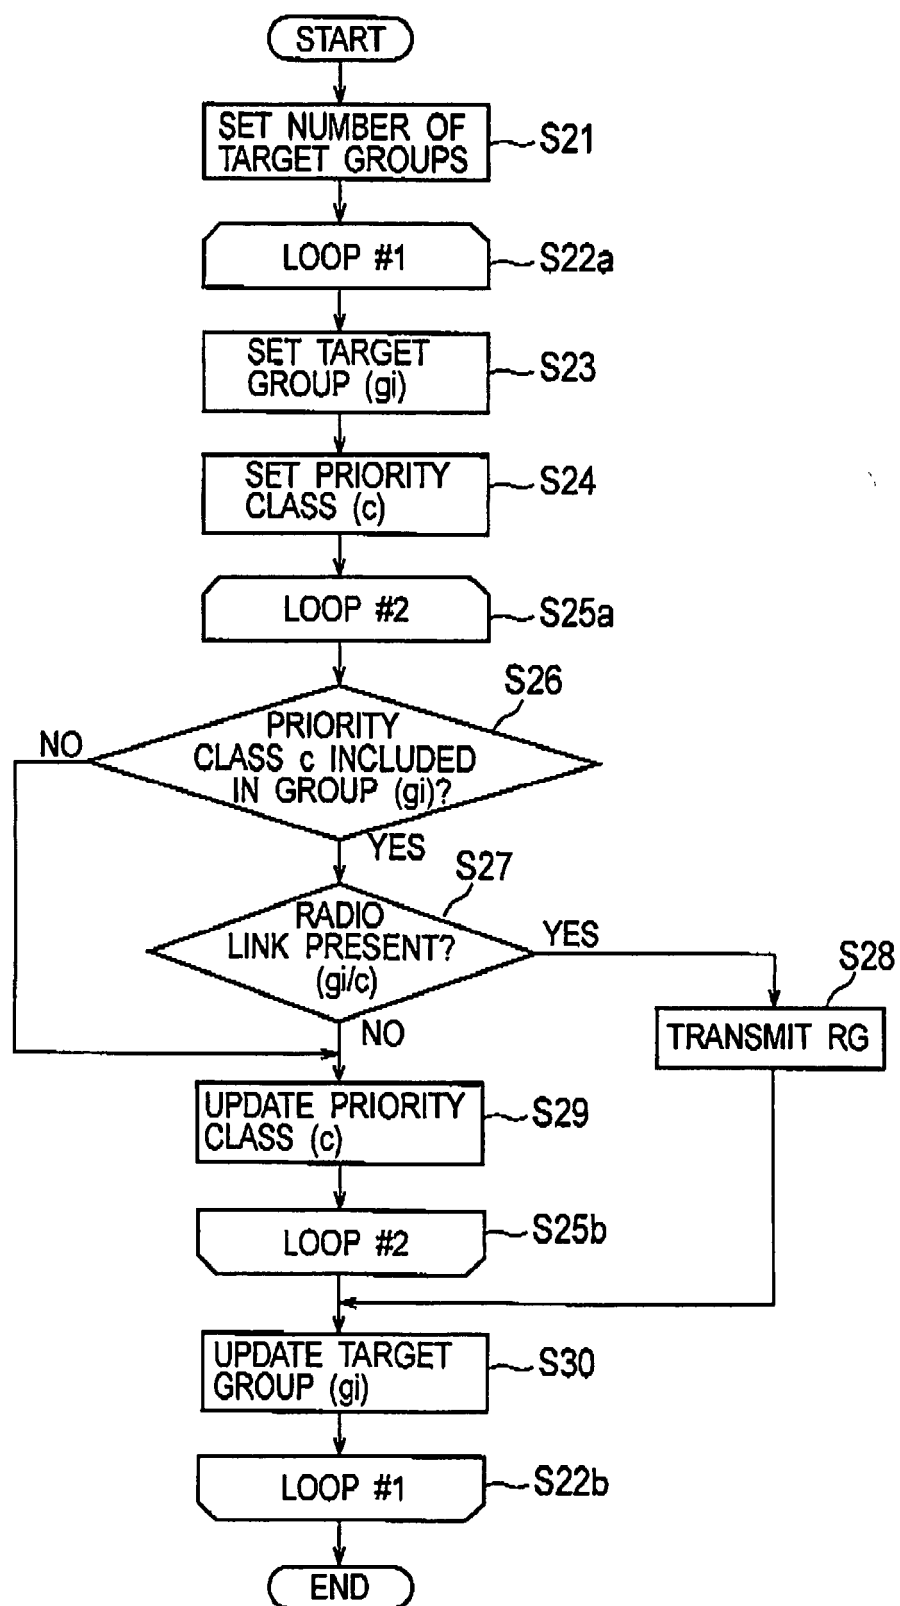 START
SET NUMBER OF
TARGET GROUPS
S21
LOOP #1
S22a
SET TARGET
GROUP (gi)
S23
SET PRIORITY
CLASS (c)
S24
LOOP #2
S25a
S26
PRIORITY
CLASS c INCLUDED
IN GROUP (gi)?
NO
YES
S27
RADIO
LINK PRESENT?
(gi/c)
YES
NO
S28
TRANSMIT RG
UPDATE PRIORITY
CLASS (c)
S29
LOOP #2
S25b
UPDATE TARGET
GROUP (gi)
S30
LOOP #1
S22b
END